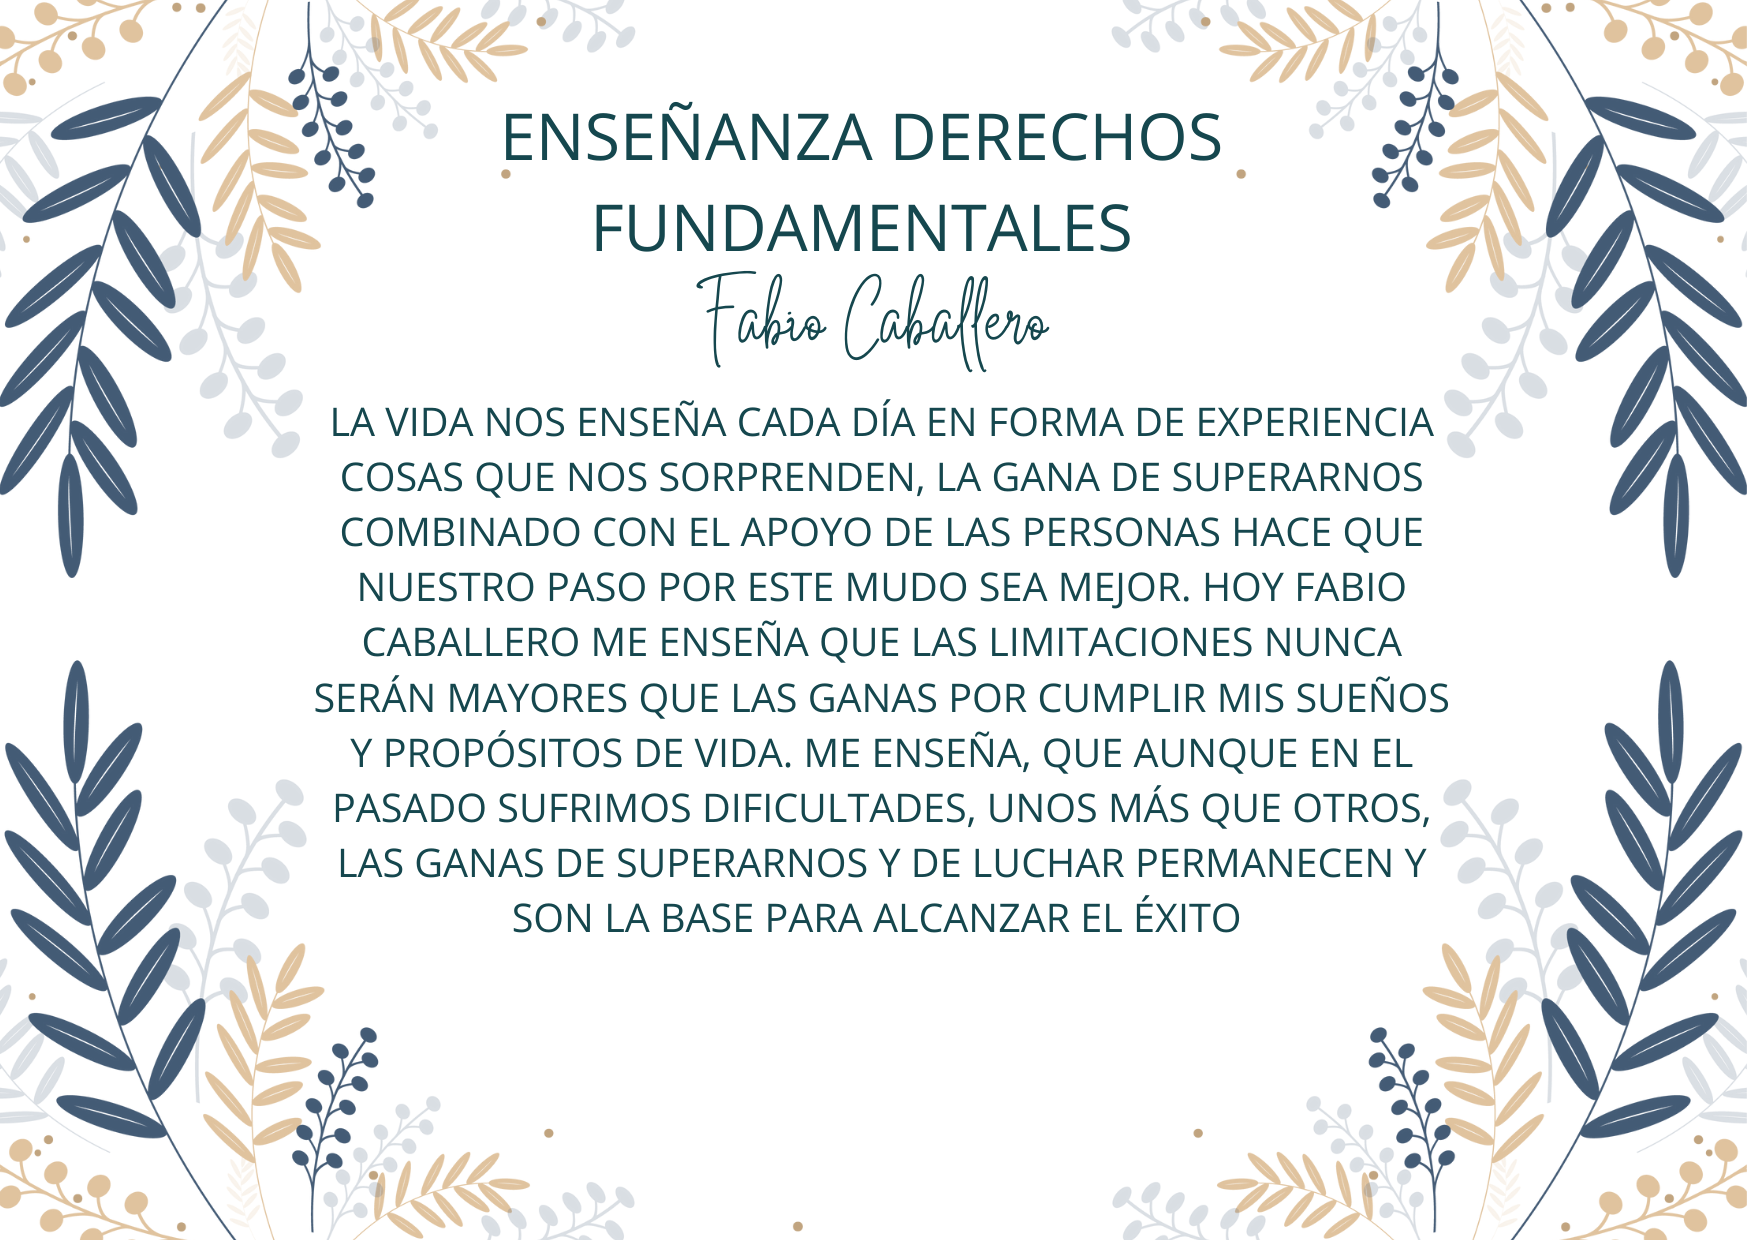 ENSEÑANZA DERECHOS
FUNDAMENTALES
Fabio Caballero
LA VIDA NOS ENSEÑA CADA DÍA EN FORMA DE EXPERIENCIA
COSAS QUE NOS SORPRENDEN, LA GANA DE SUPERARNOS
COMBINADO CON EL APOYO DE LAS PERSONAS HACE QUE
NUESTRO PASO POR ESTE MUDO SEA MEJOR. HOY FABIO
CABALLERO ME ENSEÑA QUE LAS LIMITACIONES NUNCA
SERÁN MAYORES QUE LAS GANAS POR CUMPLIR MIS SUEÑOS
Y PROPÓSITOS DE VIDA. ME ENSEÑA, QUE AUNQUE EN EL
PASADO SUFRIMOS DIFICULTADES, UNOS MÁS QUE OTROS,
LAS GANAS DE SUPERARNOS Y DE LUCHAR PERMANECEN Y
SON LA BASE PARA ALCANZAR EL ÉXITO